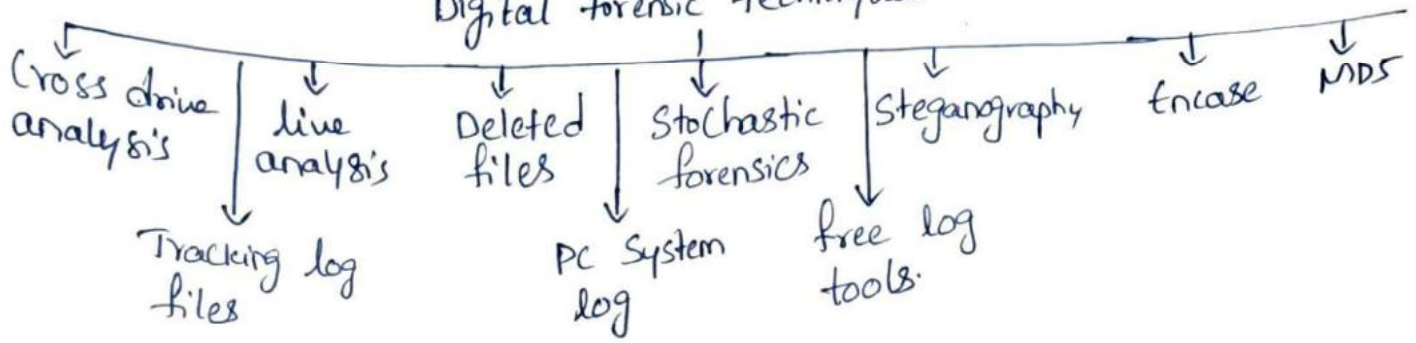 Digital forensic
Cross drive
analysis
live
analysis
Deleted
files
Stochastic
forensics
Steganography
Encase
MD5
Tracking log
files
PC System
log
free log
tools.